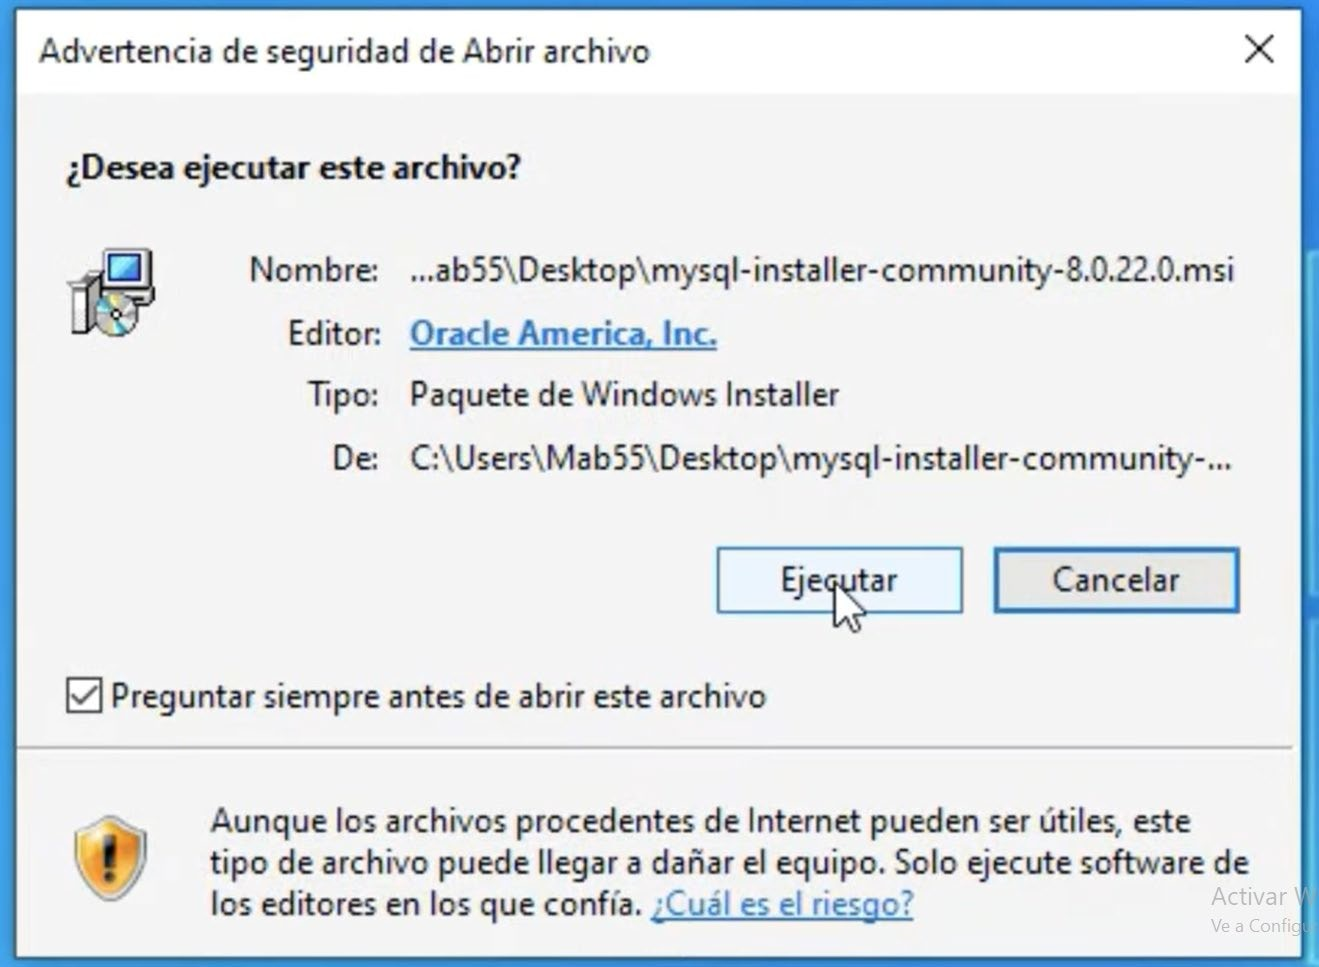 Advertencia de seguridad de Abrir archivo
¿Desea ejecutar este archivo?
Nombre: ...ab55\Desktop\mysql-installer-community-8.0.22.0.msi
Editor: Oracle America, Inc.
Tipo: Paquete de Windows Installer
De: C:\Users\Mab55\Desktop\mysql-installer-community-...
Ejecutar Cancelar
Preguntar siempre antes de abrir este archivo
Aunque los archivos procedentes de Internet pueden ser útiles, este
tipo de archivo puede llegar a dañar el equipo. Solo ejecute software de
los editores en los que confía. ¿Cuál es el riesgo?
Activar W
Ve a Configu